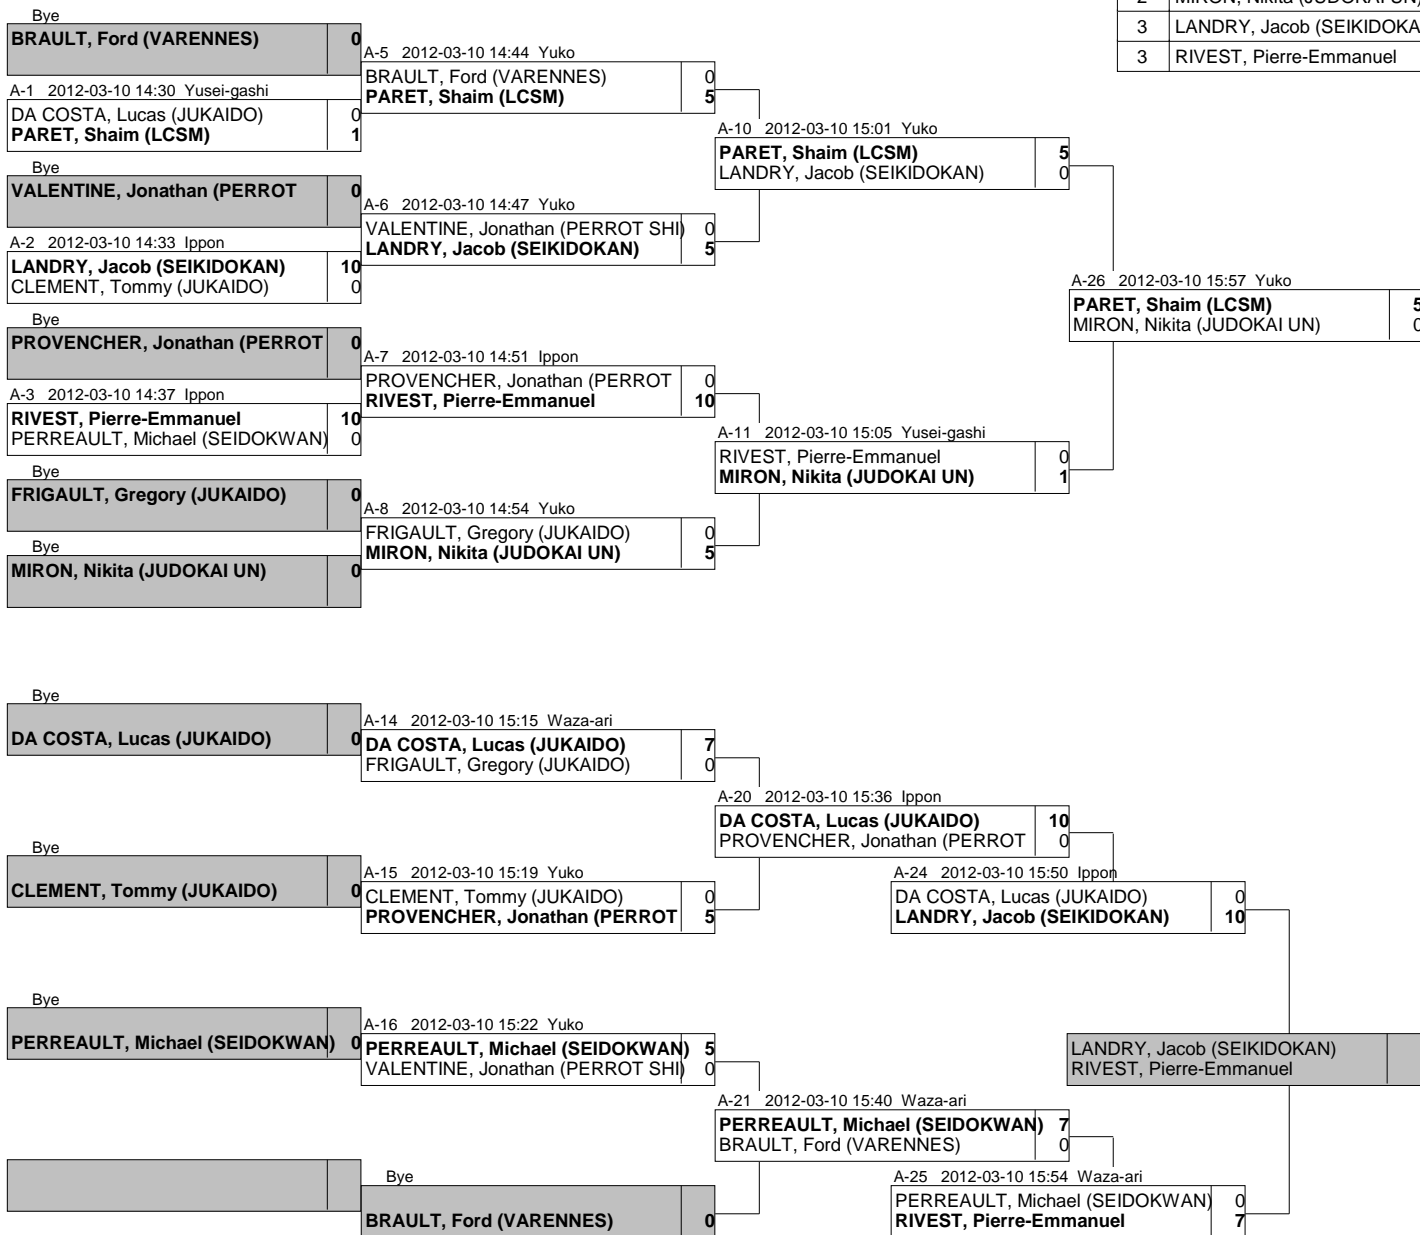 2 MIRON, Nikita (JUDOKAI UN)
3 LANDRY, Jacob (SEIKIDOKA
3 RIVEST, Pierre-Emmanuel
Bye
BRAULT, Ford (VARENNES) 0
A-1 2012-03-10 14:30 Yusei-gashi
DA COSTA, Lucas (JUKAIDO) 0
PARET, Shaim (LCSM) 1
Bye
VALENTINE, Jonathan (PERROT 0
A-2 2012-03-10 14:33 Ippon
LANDRY, Jacob (SEIKIDOKAN) 10
CLEMENT, Tommy (JUKAIDO) 0
Bye
PROVENCHER, Jonathan (PERROT 0
A-3 2012-03-10 14:37 Ippon
RIVEST, Pierre-Emmanuel 10
PERREAULT, Michael (SEIDOKWAN) 0
Bye
FRIGAULT, Gregory (JUKAIDO) 0
Bye
MIRON, Nikita (JUDOKAI UN) 0
A-5 2012-03-10 14:44 Yuko
BRAULT, Ford (VARENNES) 0
PARET, Shaim (LCSM) 5
A-6 2012-03-10 14:47 Yuko
VALENTINE, Jonathan (PERROT SHI) 0
LANDRY, Jacob (SEIKIDOKAN) 5
A-7 2012-03-10 14:51 Ippon
PROVENCHER, Jonathan (PERROT 0
RIVEST, Pierre-Emmanuel 10
A-8 2012-03-10 14:54 Yuko
FRIGAULT, Gregory (JUKAIDO) 0
MIRON, Nikita (JUDOKAI UN) 5
A-10 2012-03-10 15:01 Yuko
PARET, Shaim (LCSM) 5
LANDRY, Jacob (SEIKIDOKAN) 0
A-11 2012-03-10 15:05 Yusei-gashi
RIVEST, Pierre-Emmanuel 0
MIRON, Nikita (JUDOKAI UN) 1
A-26 2012-03-10 15:57 Yuko
PARET, Shaim (LCSM) 5
MIRON, Nikita (JUDOKAI UN) 0
Bye
DA COSTA, Lucas (JUKAIDO) 0
Bye
CLEMENT, Tommy (JUKAIDO) 0
Bye
PERREAULT, Michael (SEIDOKWAN) 0
A-14 2012-03-10 15:15 Waza-ari
DA COSTA, Lucas (JUKAIDO) 7
FRIGAULT, Gregory (JUKAIDO) 0
A-15 2012-03-10 15:19 Yuko
CLEMENT, Tommy (JUKAIDO) 0
PROVENCHER, Jonathan (PERROT 5
A-16 2012-03-10 15:22 Yuko
PERREAULT, Michael (SEIDOKWAN) 5
VALENTINE, Jonathan (PERROT SHI) 0
Bye
BRAULT, Ford (VARENNES) 0
A-20 2012-03-10 15:36 Ippon
DA COSTA, Lucas (JUKAIDO) 10
PROVENCHER, Jonathan (PERROT 0
A-21 2012-03-10 15:40 Waza-ari
PERREAULT, Michael (SEIDOKWAN) 7
BRAULT, Ford (VARENNES) 0
A-24 2012-03-10 15:50 Ippon
DA COSTA, Lucas (JUKAIDO) 0
LANDRY, Jacob (SEIKIDOKAN) 10
A-25 2012-03-10 15:54 Waza-ari
PERREAULT, Michael (SEIDOKWAN) 0
RIVEST, Pierre-Emmanuel 7
LANDRY, Jacob (SEIKIDOKAN)
RIVEST, Pierre-Emmanuel